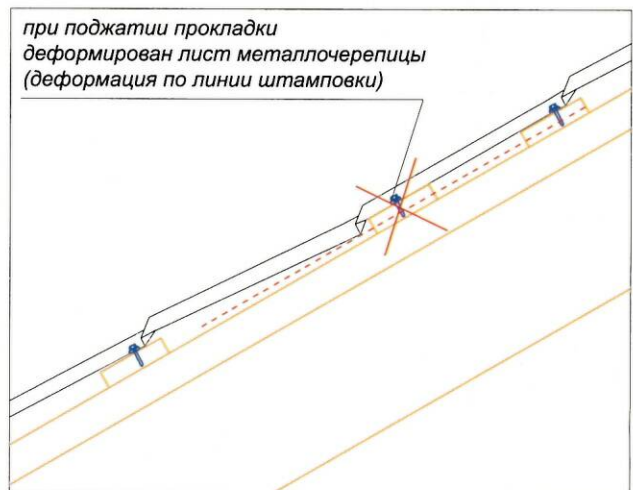 при поджатии прокладки
деформирован лист металлочерепицы
(деформация по линии штамповки)